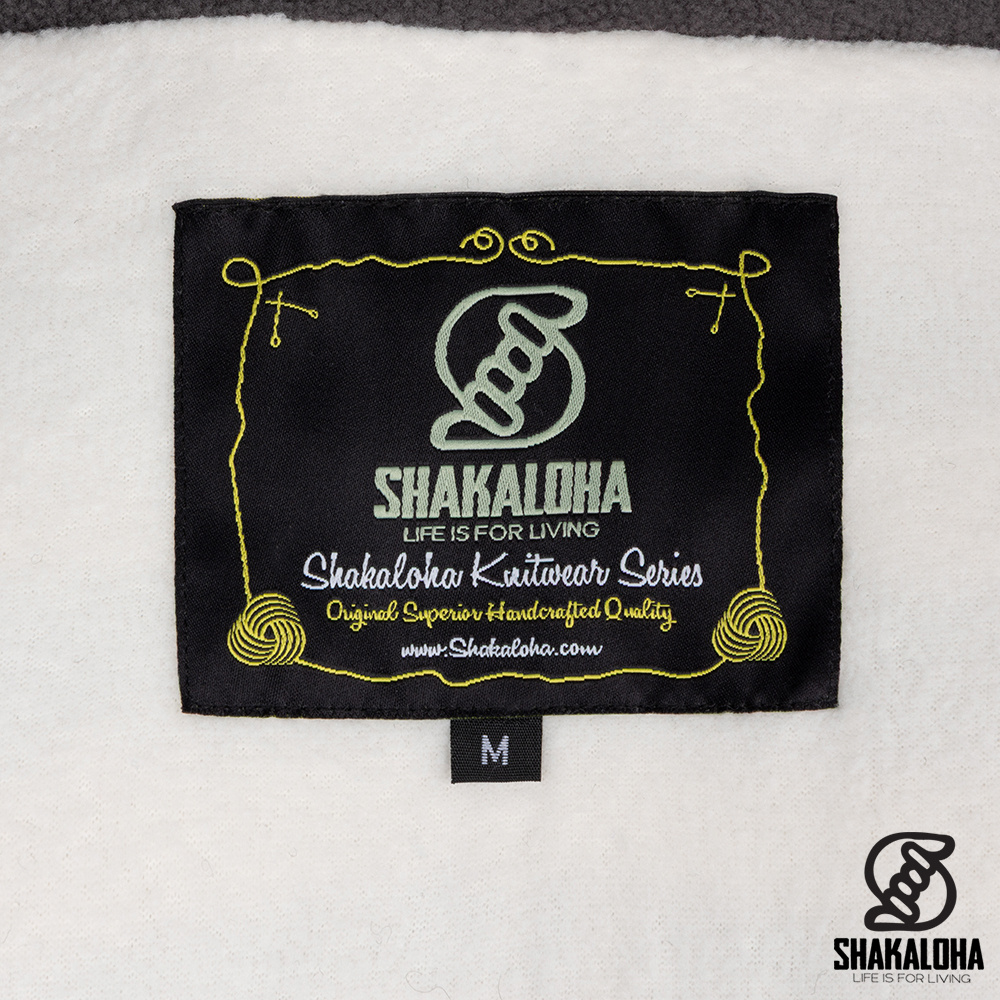 SHAKALOHA
LIFE IS FOR LIVING
Shakaloha Knitwear Series
Original Superior Handcrafted Quality
www.Shakaloha.com
M
SHAKALOHA
LIFE IS FOR LIVING